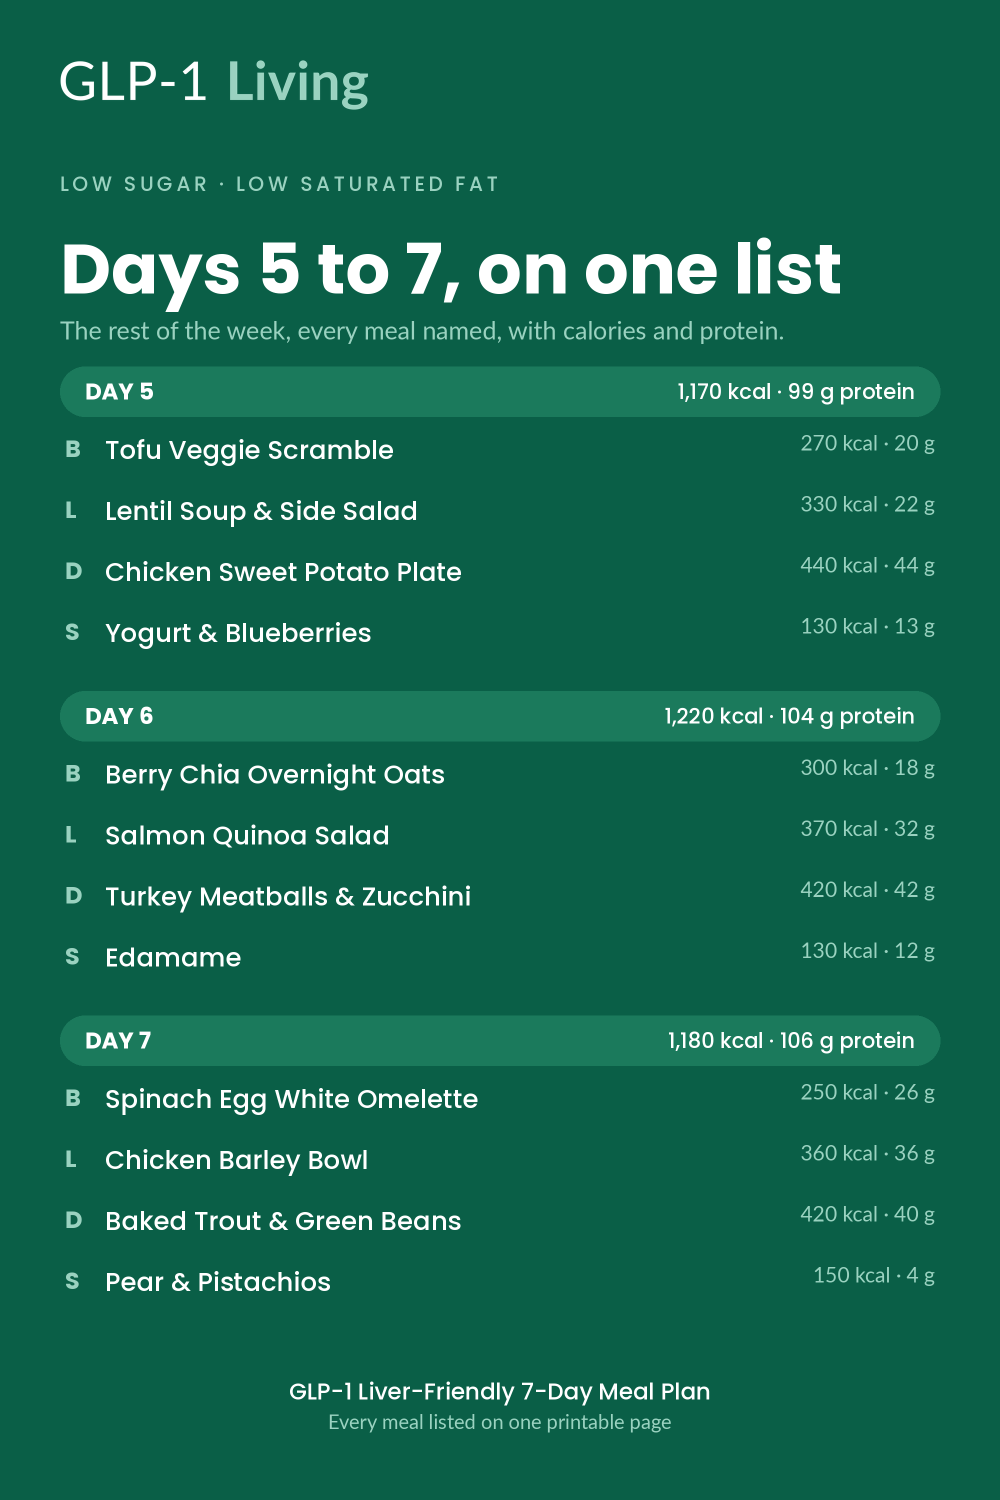 GLP-1 Living
LOW SUGAR · LOW SATURATED FAT
Days 5 to 7, on one list
The rest of the week, every meal named, with calories and protein.
DAY 5 1,170 kcal · 99 g protein
B Tofu Veggie Scramble 270 kcal · 20 g
L Lentil Soup & Side Salad 330 kcal · 22 g
D Chicken Sweet Potato Plate 440 kcal · 44 g
S Yogurt & Blueberries 130 kcal · 13 g
DAY 6 1,220 kcal · 104 g protein
B Berry Chia Overnight Oats 300 kcal · 18 g
L Salmon Quinoa Salad 370 kcal · 32 g
D Turkey Meatballs & Zucchini 420 kcal · 42 g
S Edamame 130 kcal · 12 g
DAY 7 1,180 kcal · 106 g protein
B Spinach Egg White Omelette 250 kcal · 26 g
L Chicken Barley Bowl 360 kcal · 36 g
D Baked Trout & Green Beans 420 kcal · 40 g
S Pear & Pistachios 150 kcal · 4 g
GLP-1 Liver-Friendly 7-Day Meal Plan
Every meal listed on one printable page